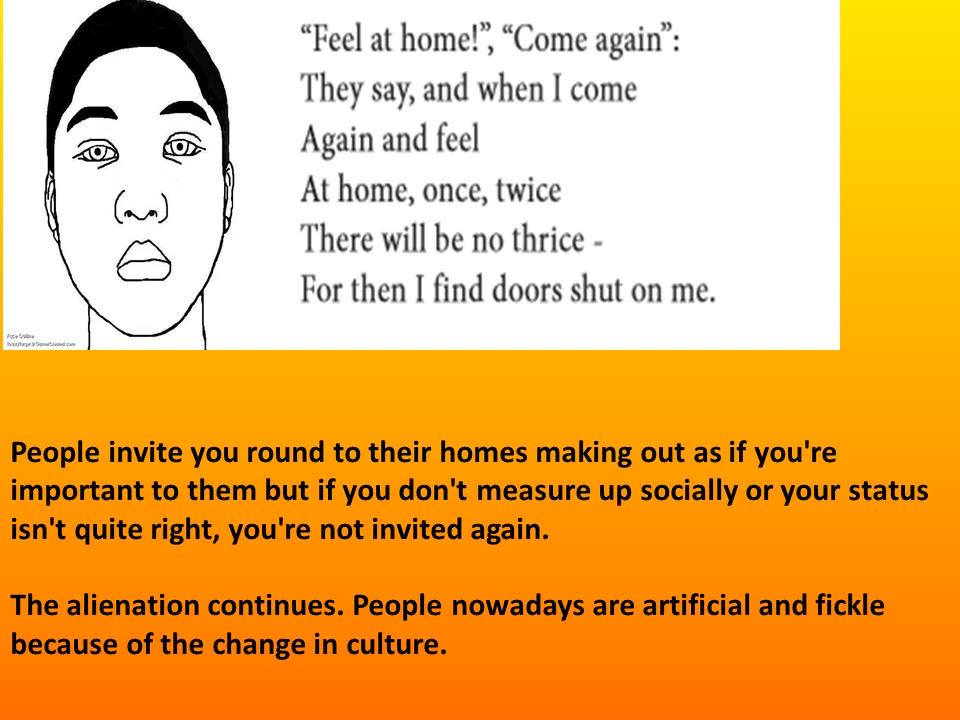 “Feel at home!”, “Come again”:
They say, and when I come
Again and feel
At home, once, twice
There will be no thrice -
For then I find doors shut on me.
People invite you round to their homes making out as if you're
important to them but if you don't measure up socially or your status
isn't quite right, you're not invited again.
The alienation continues. People nowadays are artificial and fickle
because of the change in culture.